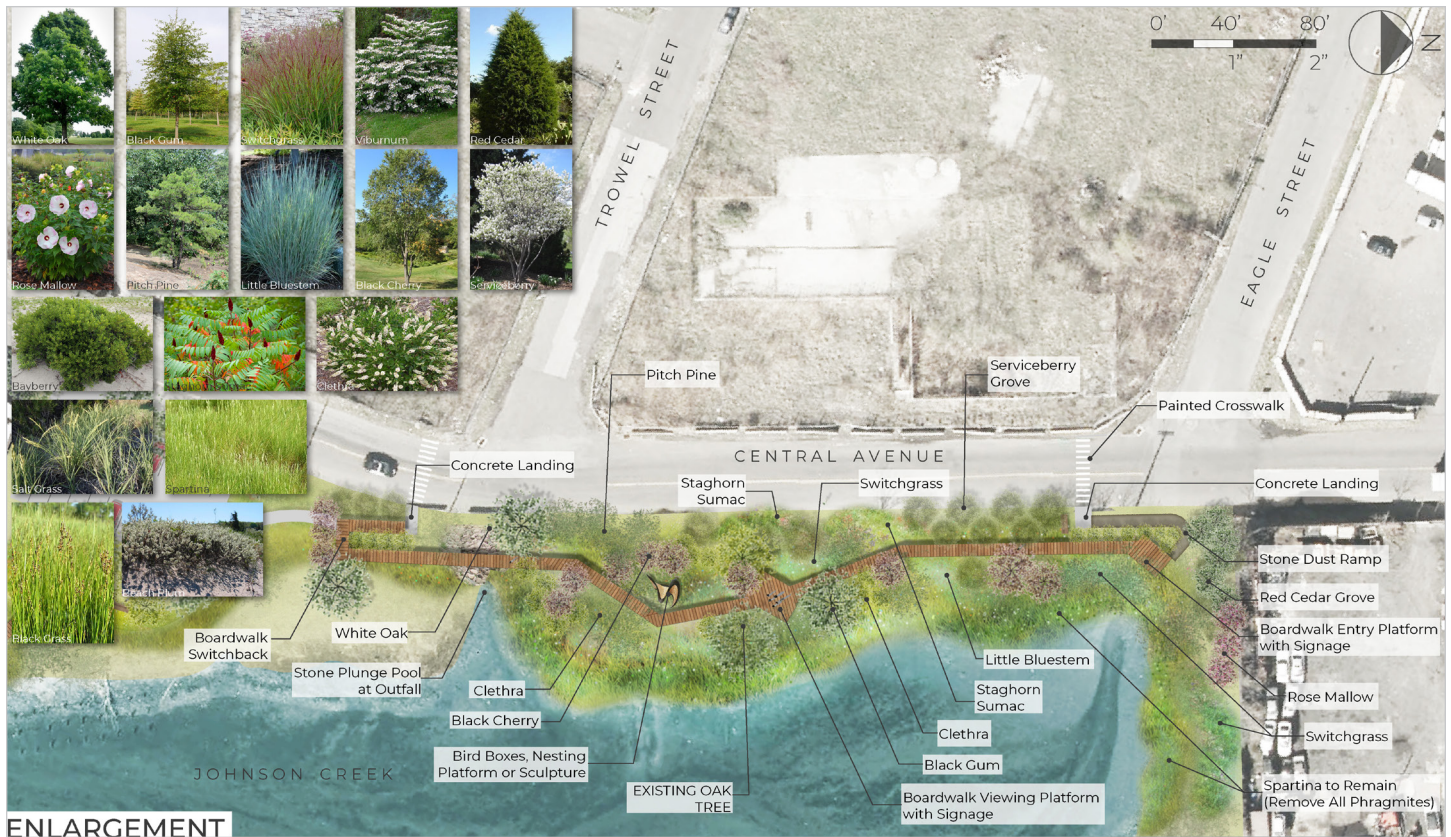 White Oak
Black Gum
Switchgrass
Viburnum
Red Cedar
Rose Mallow
Pitch Pine
Little Bluestem
Black Cherry
Serviceberry
Bayberry
Staghorn Sumac
Clethra
Salt Grass
Spartina
Black Grass
Beach Plum
0' 40' 80'
1" 2"
N
TROWEL STREET
EAGLE STREET
CENTRAL AVENUE
Pitch Pine
Serviceberry
Grove
Painted Crosswalk
Concrete Landing
Staghorn
Sumac
Switchgrass
Concrete Landing
Stone Dust Ramp
Red Cedar Grove
Boardwalk Entry Platform
with Signage
Rose Mallow
Switchgrass
Spartina to Remain
(Remove All Phragmites)
Boardwalk
Switchback
White Oak
Stone Plunge Pool
at Outfall
Clethra
Black Cherry
Bird Boxes, Nesting
Platform or Sculpture
EXISTING OAK
TREE
Little Bluestem
Staghorn
Sumac
Clethra
Black Gum
Boardwalk Viewing Platform
with Signage
JOHNSON CREEK
ENLARGEMENT